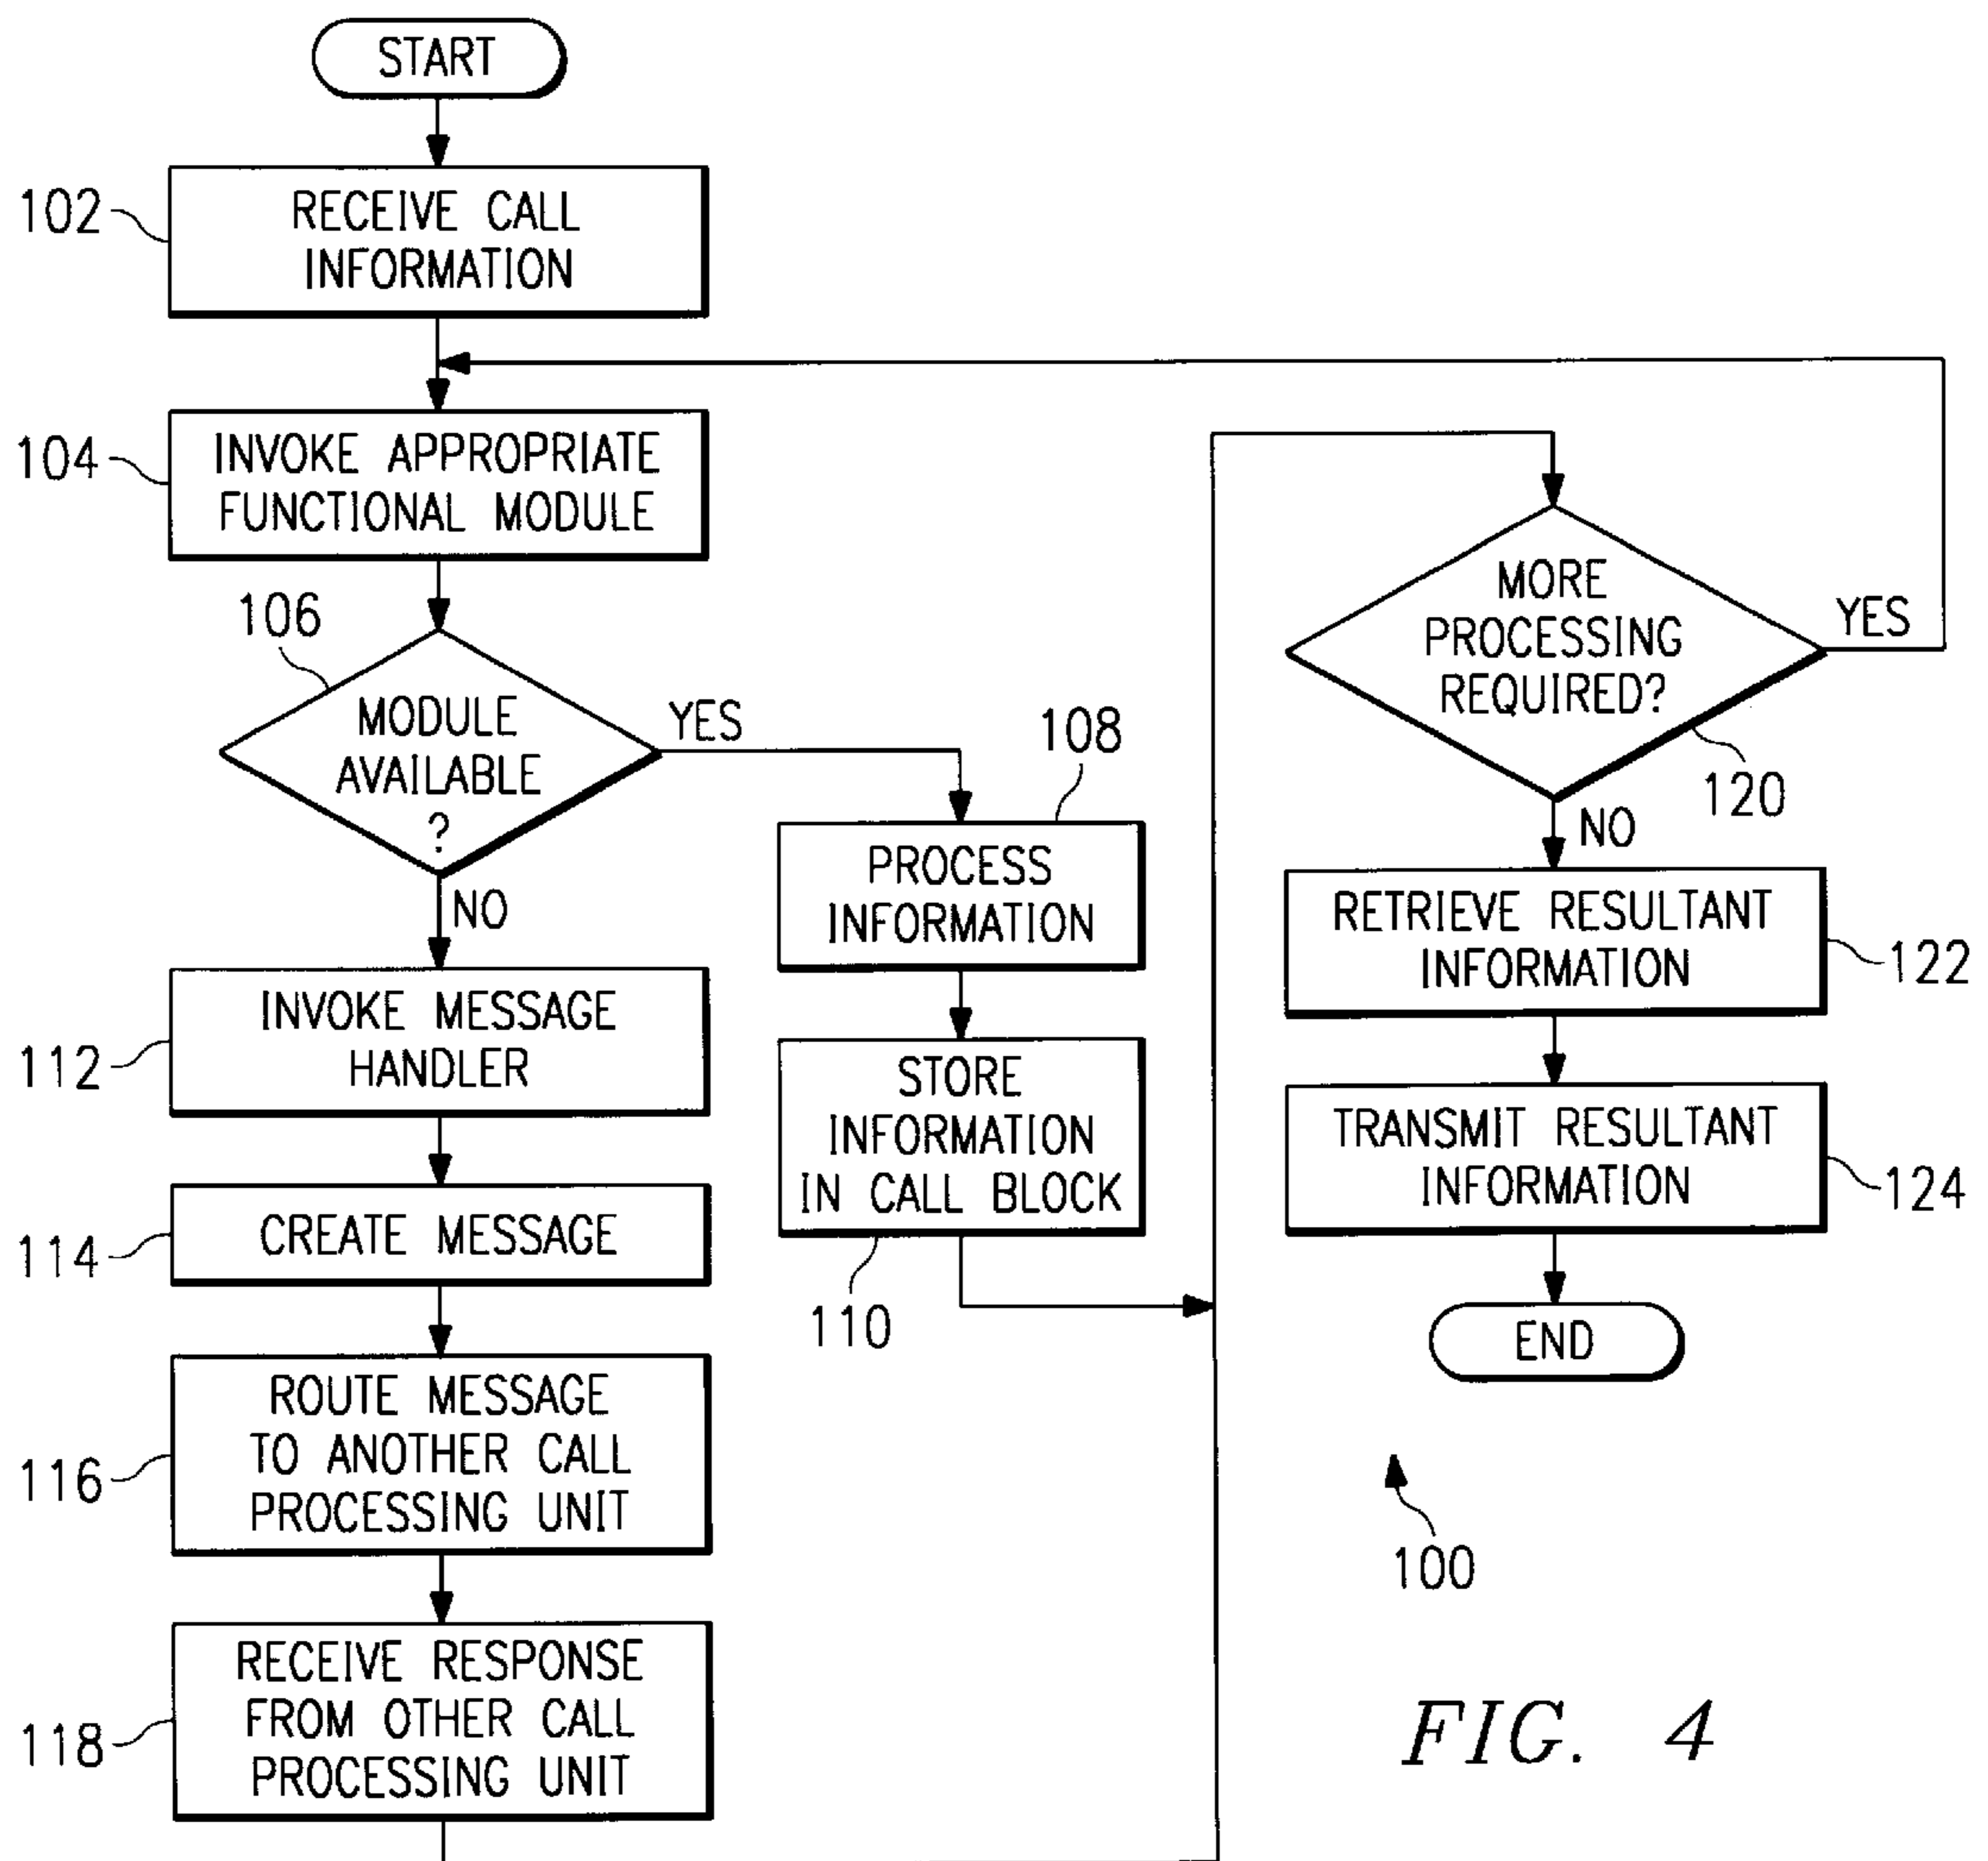 START
102
RECEIVE CALL
INFORMATION
104
INVOKE APPROPRIATE
FUNCTIONAL MODULE
106
MODULE
AVAILABLE
?
YES
NO
108
PROCESS
INFORMATION
STORE
INFORMATION
IN CALL BLOCK
110
112
INVOKE MESSAGE
HANDLER
114
CREATE MESSAGE
116
ROUTE MESSAGE
TO ANOTHER CALL
PROCESSING UNIT
118
RECEIVE RESPONSE
FROM OTHER CALL
PROCESSING UNIT
MORE
PROCESSING
REQUIRED?
YES
120
NO
RETRIEVE RESULTANT
INFORMATION
122
TRANSMIT RESULTANT
INFORMATION
124
END
100
FIG. 4